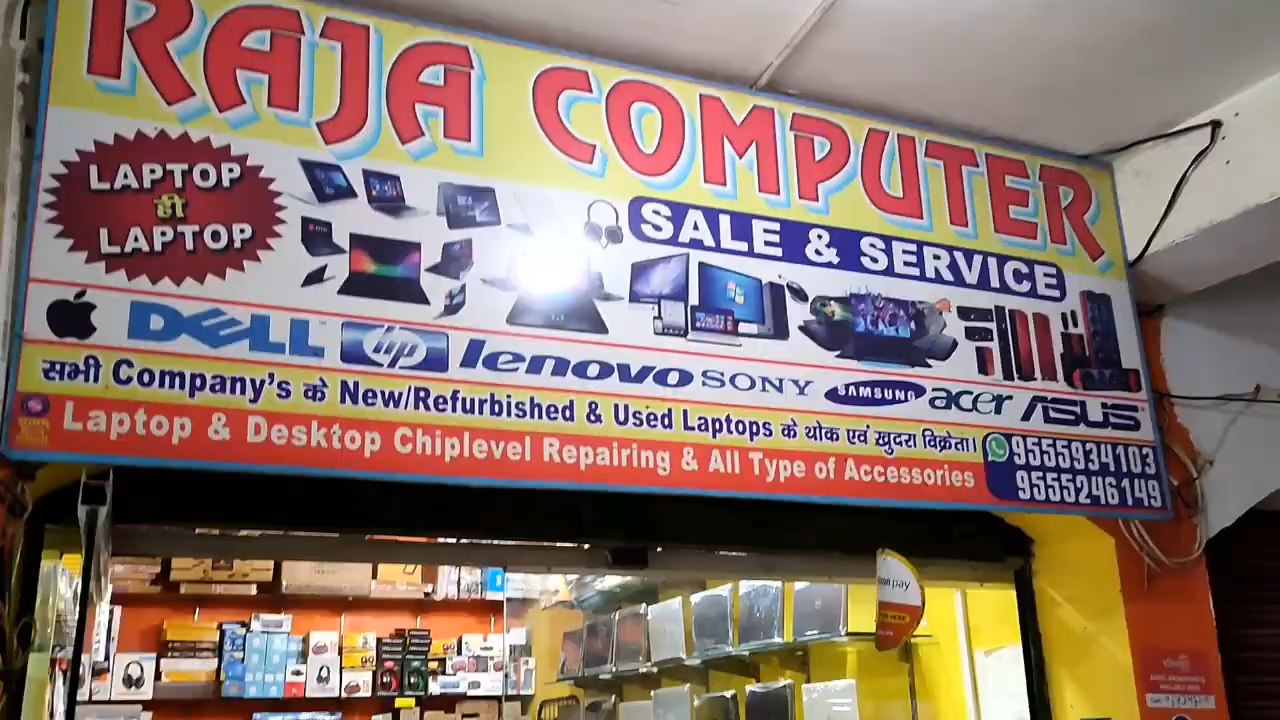 RAJA COMPUTER
LAPTOP
ही
LAPTOP
SALE & SERVICE
DELL hp lenovo SONY SAMSUNG acer ASUS
सभी Company's के New/Refurbished & Used Laptops के थोक एवं खुदरा विक्रेता।
Laptop & Desktop Chiplevel Repairing & All Type of Accessories
9555934103
9555246149
pay